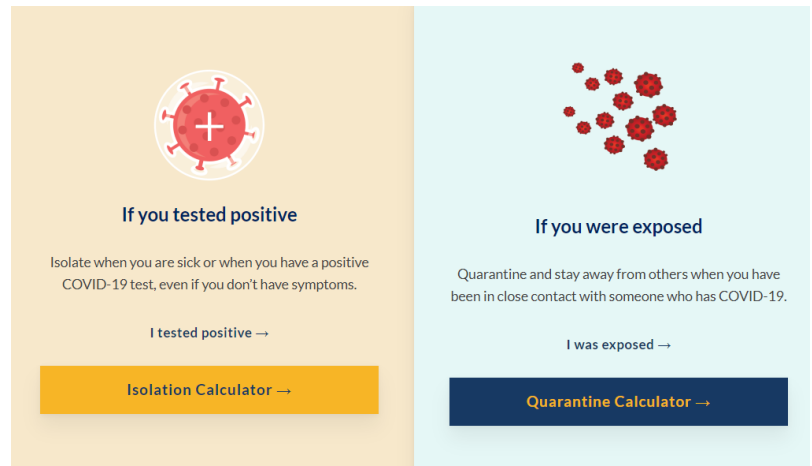 If you tested positive
Isolate when you are sick or when you have a positive
COVID-19 test, even if you don't have symptoms.
I tested positive →
Isolation Calculator →
If you were exposed
Quarantine and stay away from others when you have
been in close contact with someone who has COVID-19.
I was exposed →
Quarantine Calculator →